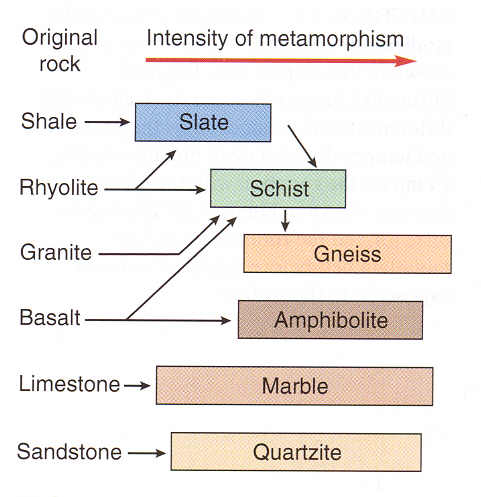 Original
rock
Intensity of metamorphism
Shale
Slate
Rhyolite
Schist
Granite
Gneiss
Basalt
Amphibolite
Limestone
Marble
Sandstone
Quartzite